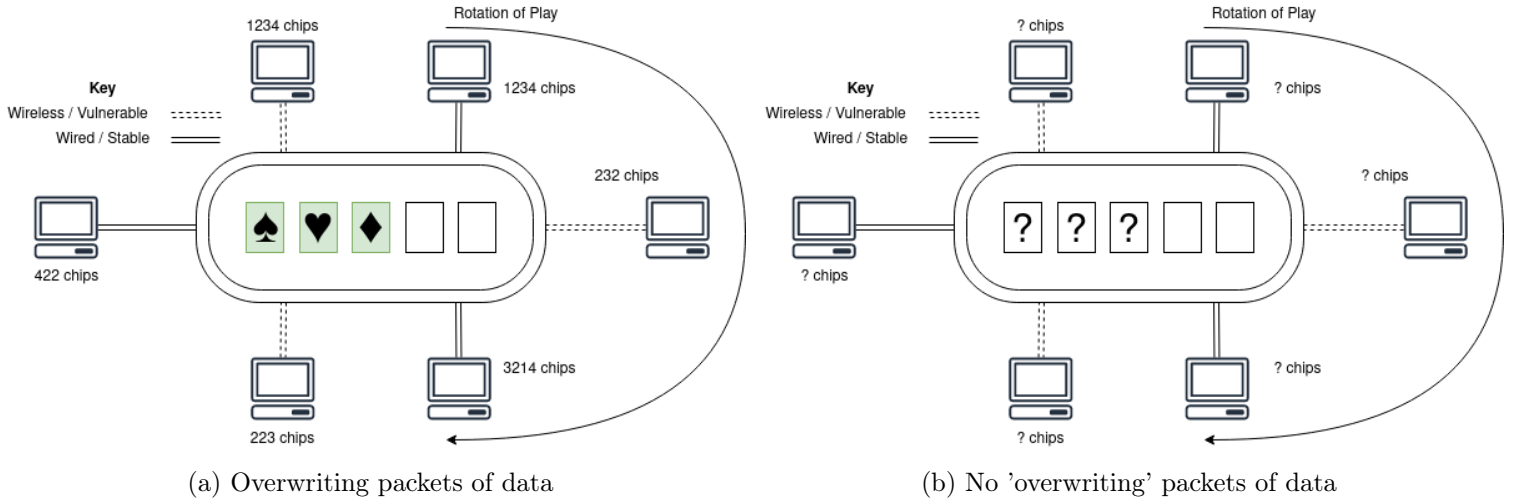 1234 chips
Rotation of Play
Key
Wireless / Vulnerable
Wired / Stable
1234 chips
232 chips
422 chips
3214 chips
223 chips
(a) Overwriting packets of data
? chips
Rotation of Play
Key
Wireless / Vulnerable
Wired / Stable
? chips
? chips
? ? ?
? chips
? chips
? chips
(b) No 'overwriting' packets of data